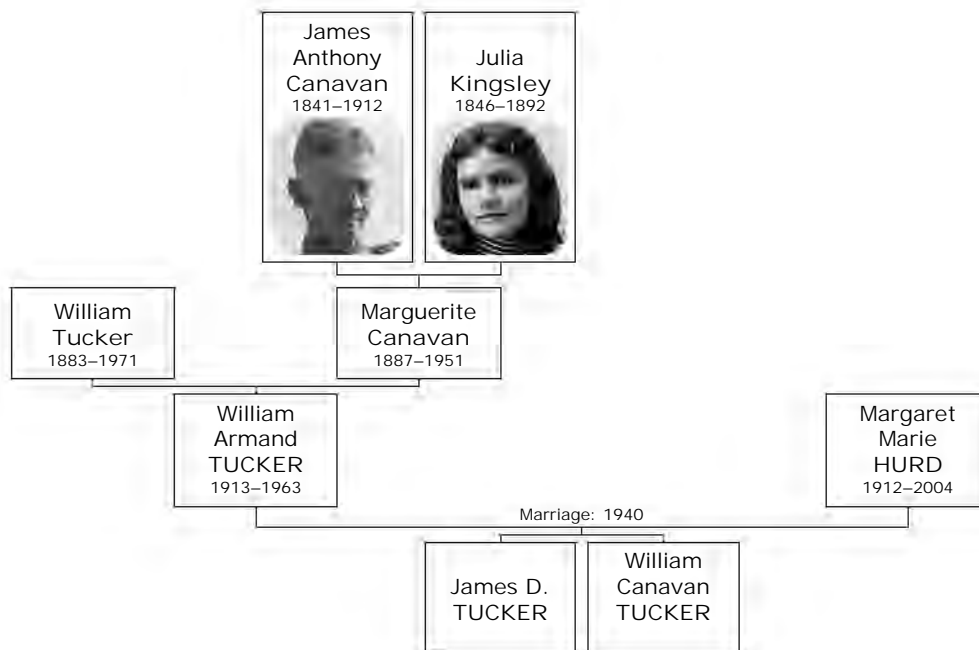 James
Anthony
Canavan
1841–1912
Julia
Kingsley
1846–1892
William
Tucker
1883–1971
Marguerite
Canavan
1887–1951
William
Armand
TUCKER
1913–1963
Margaret
Marie
HURD
1912–2004
Marriage: 1940
James D.
TUCKER
William
Canavan
TUCKER